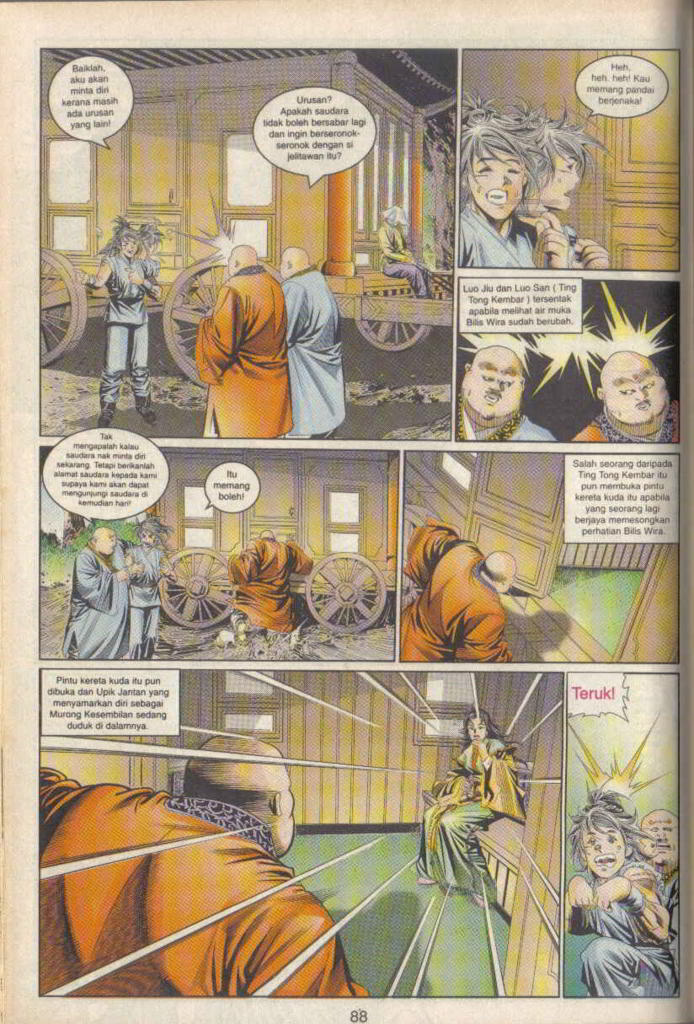 Baiklah,
aku akan
minta diri
kerana masih
ada urusan
yang lain!
Urusan?
Apakah saudara
tidak boleh bersabar lagi
dan ingin berseronok-
seronok dengan si
jelitawan itu?
Heh,
heh. heh! Kau
memang pandai
berjenaka!
Luo Jiu dan Luo San ( Ting
Tong Kembar ) tersentak
apabila melihat air muka
Bilis Wira sudah berubah.
Tak
mengapalah kalau
saudara nak minta diri
sekarang. Tetapi berikanlah
alamat saudara kepada kami
supaya kami akan dapat
mengunjungi saudara di
kemudian hari!
Itu
memang
boleh!
Salah seorang daripada
Ting Tong Kembar itu
pun membuka pintu
kereta kuda itu apabila
yang seorang lagi
berjaya memesongkan
perhatian Bilis Wira.
Pintu kereta kuda itu pun
dibuka dan Upik Jantan yang
menyamarkan diri sebagai
Murong Kesembilan sedang
duduk di dalamnya.
Teruk!
88